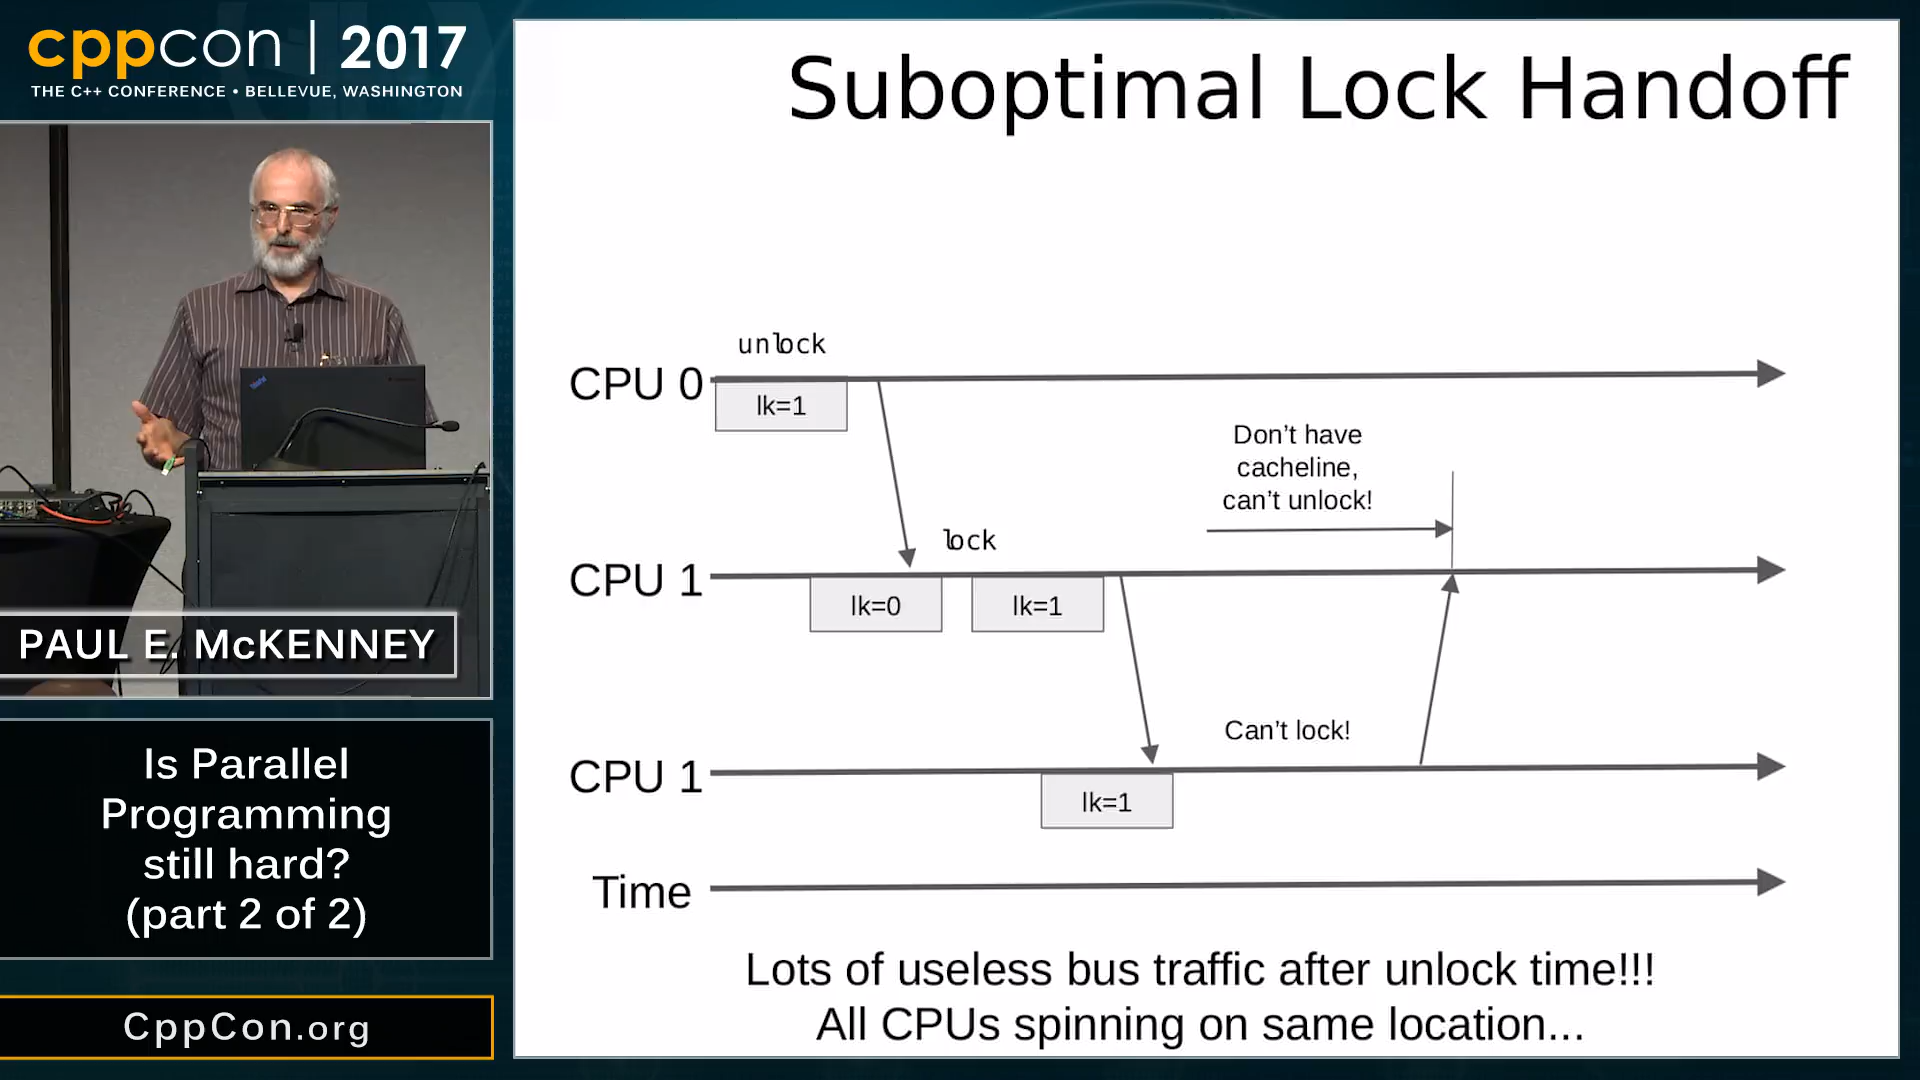 cppcon | 2017
THE C++ CONFERENCE • BELLEVUE, WASHINGTON
PAUL E. McKENNEY
Is Parallel
Programming
still hard?
(part 2 of 2)
CppCon.org
Suboptimal Lock Handoff
unlock
CPU 0
lk=1
Don't have
cacheline,
can't unlock!
lock
CPU 1
lk=0
lk=1
Can't lock!
CPU 1
lk=1
Time
Lots of useless bus traffic after unlock time!!!
All CPUs spinning on same location...